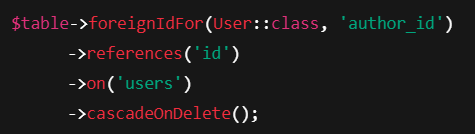 $table->foreignIdFor(User::class, 'author_id')
->references('id')
->on('users')
->cascadeOnDelete();